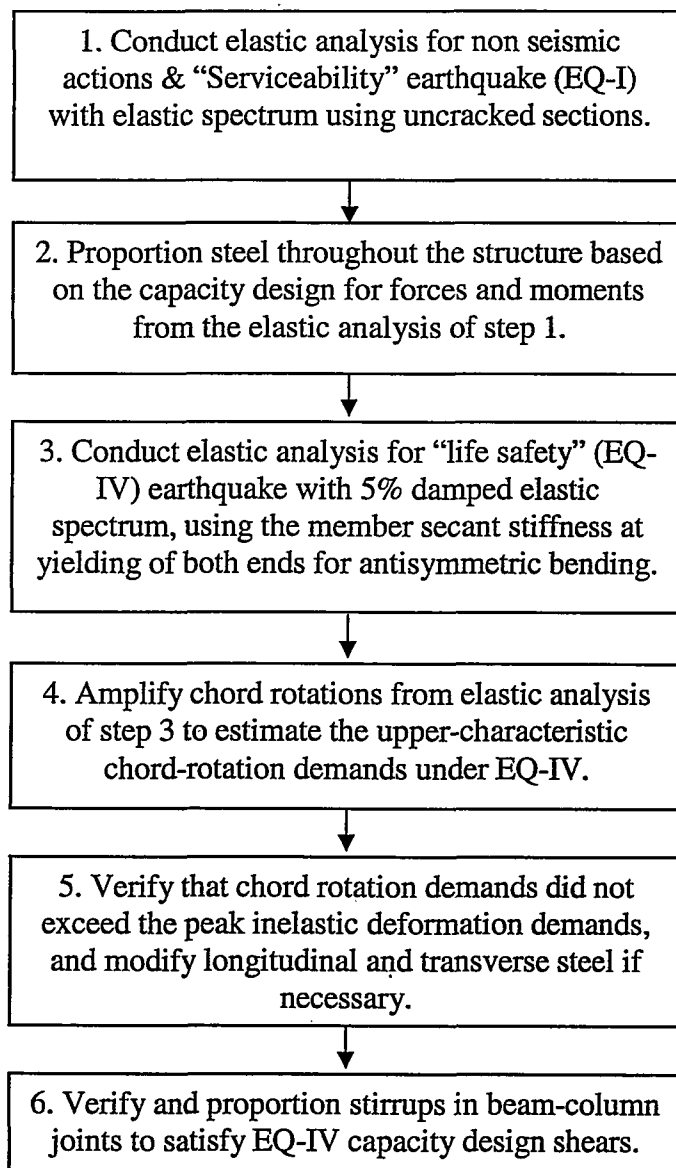 1. Conduct elastic analysis for non seismic
actions & “Serviceability” earthquake (EQ-I)
with elastic spectrum using uncracked sections.
2. Proportion steel throughout the structure based
on the capacity design for forces and moments
from the elastic analysis of step 1.
3. Conduct elastic analysis for “life safety” (EQ-
IV) earthquake with 5% damped elastic
spectrum, using the member secant stiffness at
yielding of both ends for antisymmetric bending.
4. Amplify chord rotations from elastic analysis
of step 3 to estimate the upper-characteristic
chord-rotation demands under EQ-IV.
5. Verify that chord rotation demands did not
exceed the peak inelastic deformation demands,
and modify longitudinal and transverse steel if
necessary.
6. Verify and proportion stirrups in beam-column
joints to satisfy EQ-IV capacity design shears.